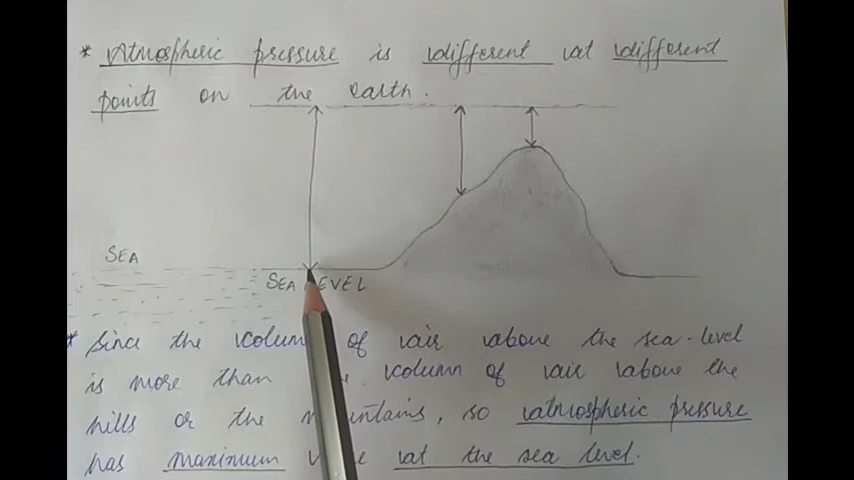 * Atmospheric pressure is different at different
points on the earth.
SEA
SEA LEVEL
* Since the column of air above the sea-level
is more than column of air above the
hills or the mountains, so atmospheric pressure
has maximum at the sea level.